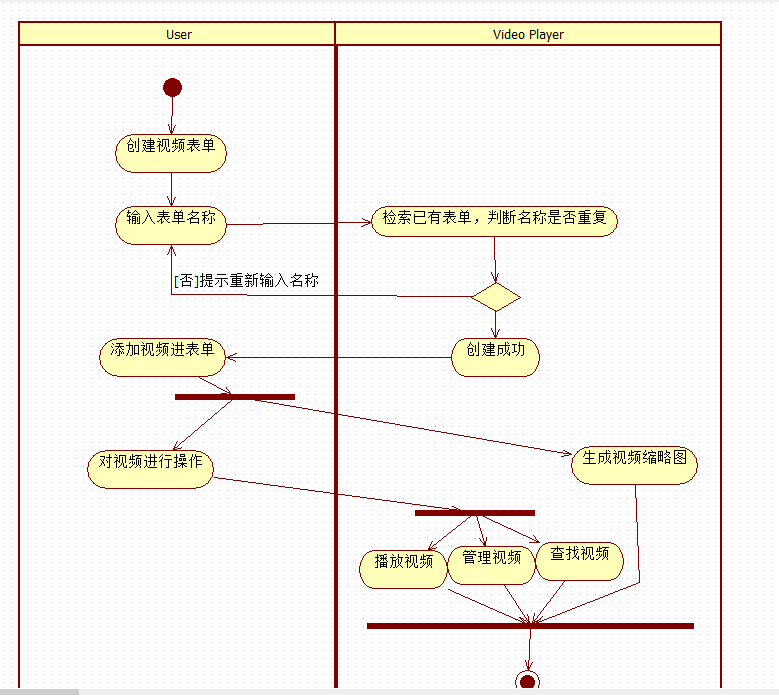 User
Video Player
创建视频表单
输入表单名称
检索已有表单，判断名称是否重复
[否]提示重新输入名称
添加视频进表单
创建成功
对视频进行操作
生成视频缩略图
播放视频
管理视频
查找视频